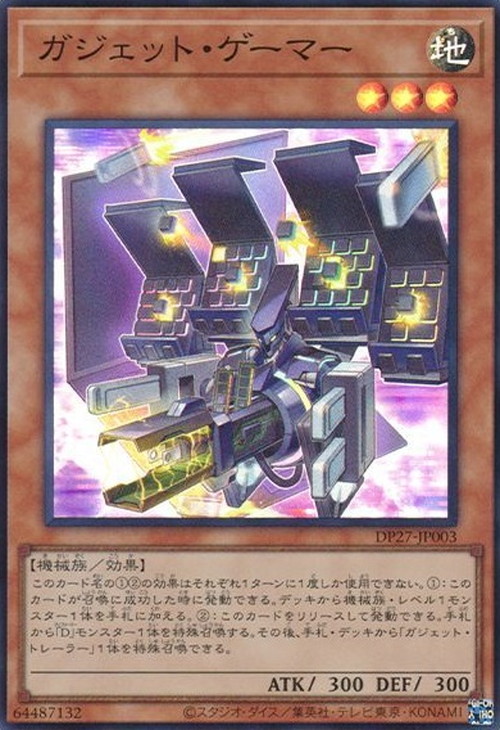 ガジェット・ゲーマー
地
DP27-JP003
【機械族/効果】
このカード名の①②の効果はそれぞれ1ターンに1度しか使用できない。①:この
カードが召喚に成功した時に発動できる。デッキから機械族・レベル1モン
スター1体を手札に加える。②:このカードをリリースして発動できる。手札
から「D」モンスター1体を特殊召喚する。その後、手札・デッキから「ガジェット・
トレーラー」1体を特殊召喚できる。
ATK/ 300 DEF/ 300
64487132
©スタジオ・ダイス/集英社・テレビ東京・KONAMI